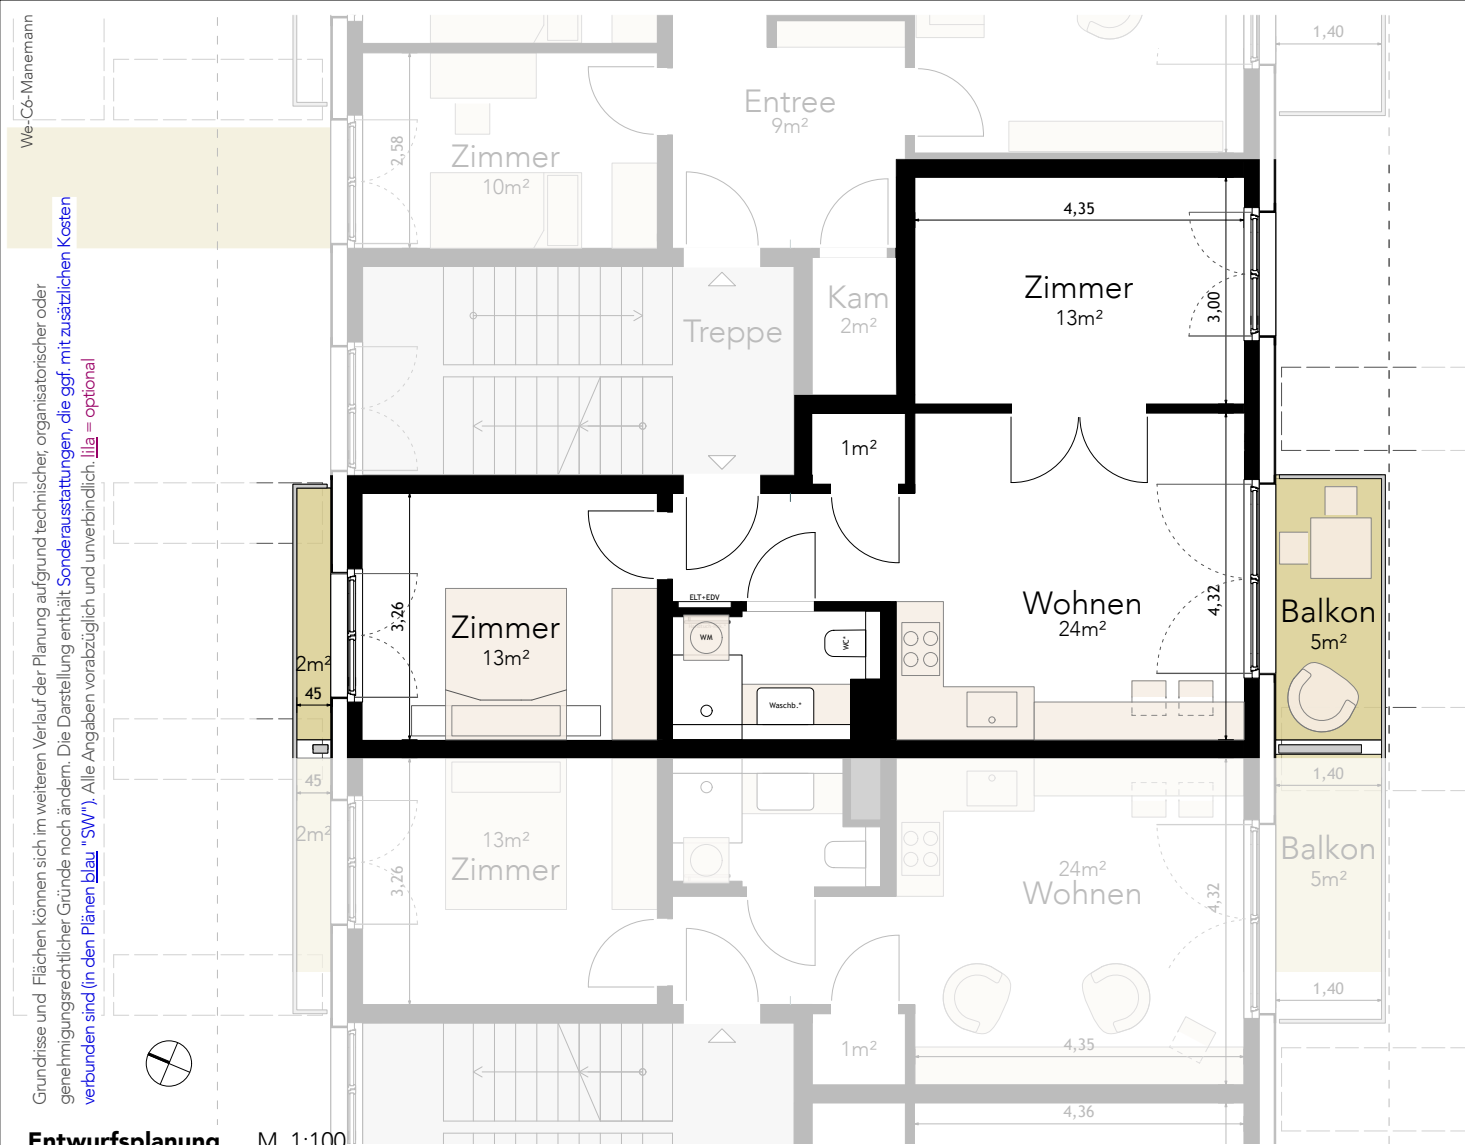 We-C6-Manemann
Grundrisse und Flächen können sich im weiteren Verlauf der Planung aufgrund technischer, organisatorischer oder
genehmigungsrechtlicher Gründe noch ändern. Die Darstellung enthält Sonderausstattungen, die ggf. mit zusätzlichen Kosten
verbunden sind (in den Plänen blau "SW"). Alle Angaben vorabzüglich und unverbindlich. lila = optional
1,40
Entree
9m²
2,58
Zimmer
10m²
4,35
Zimmer
13m²
3,00
Kam
2m²
Treppe
1m²
ELT+EDV
3,26
Zimmer
13m²
WM
WC*
Waschb.*
Wohnen
24m²
4,32
Balkon
5m²
2m²
45
45
2m²
3,26
13m²
Zimmer
24m²
Wohnen
4,32
1,40
Balkon
5m²
1,40
1m²
4,35
4,36
Entwurfsplanung M 1:100